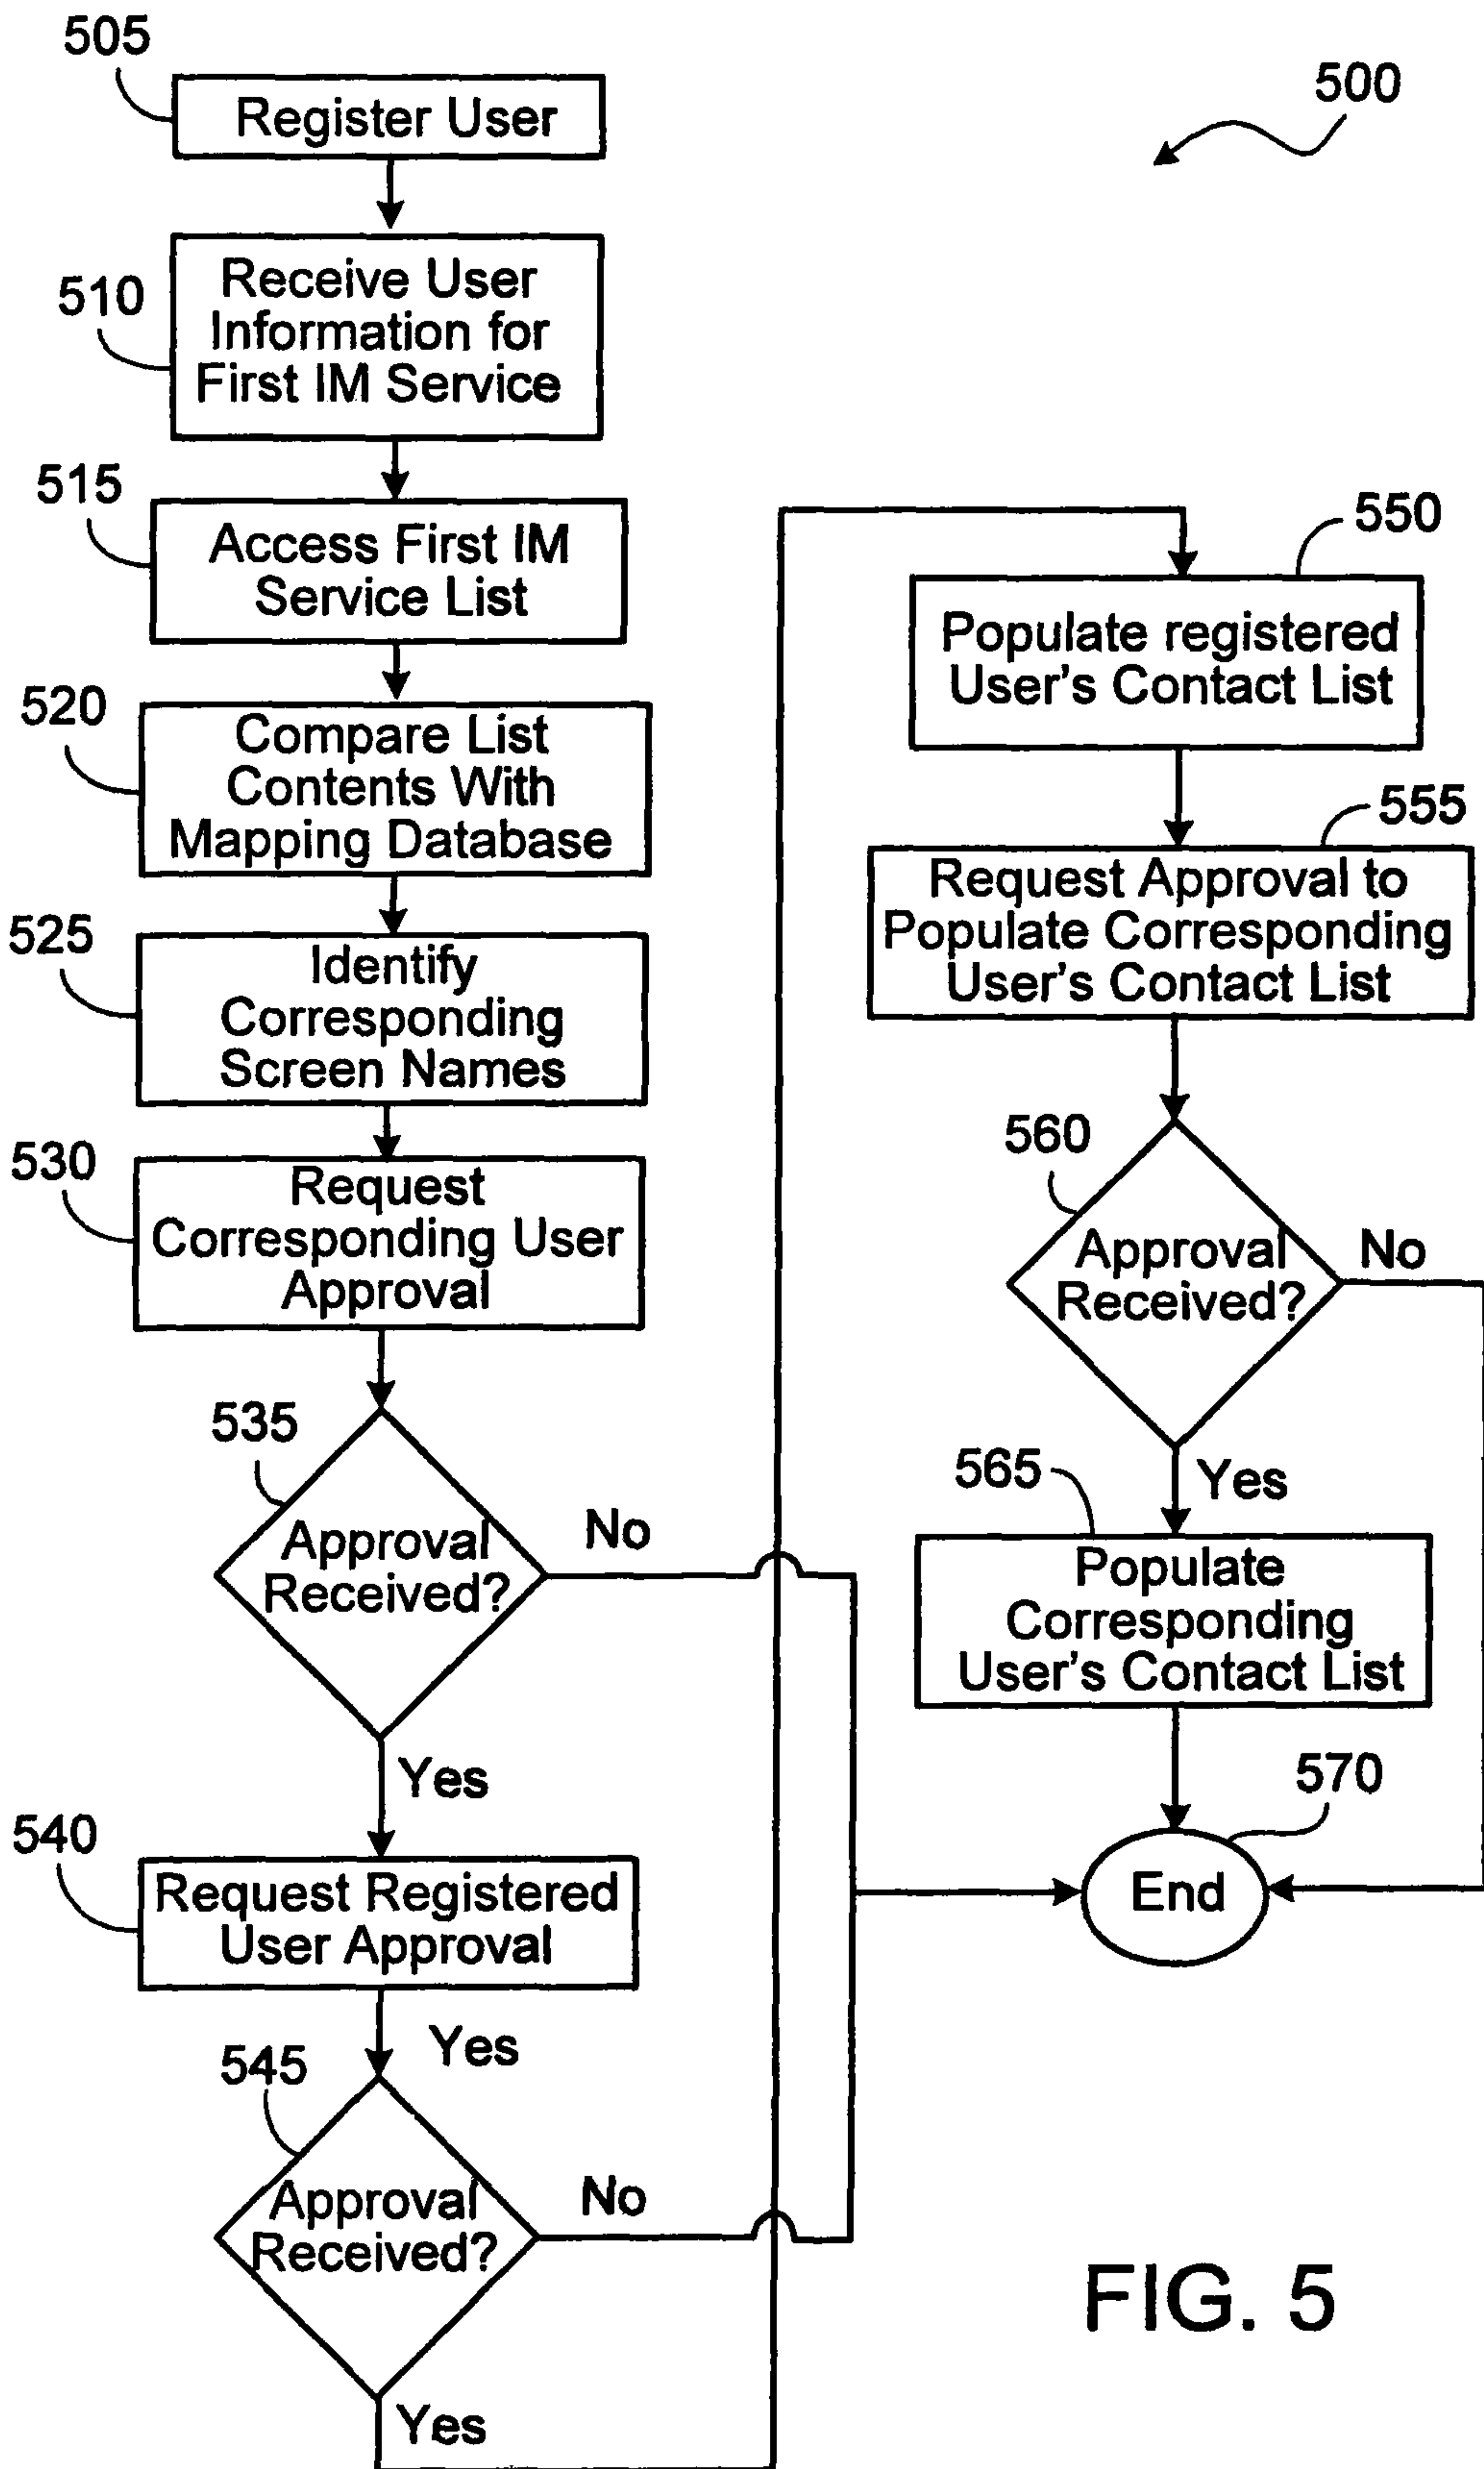 505
Register User
500
510
Receive User
Information for
First IM Service
515
Access First IM
Service List
520
Compare List
Contents With
Mapping Database
525
Identify
Corresponding
Screen Names
530
Request
Corresponding User
Approval
535
Approval
Received?
No
Yes
540
Request Registered
User Approval
Yes
545
Approval
Received?
No
Yes
550
Populate registered
User's Contact List
555
Request Approval to
Populate Corresponding
User's Contact List
560
Approval
Received?
No
Yes
565
Populate
Corresponding
User's Contact List
570
End
FIG. 5